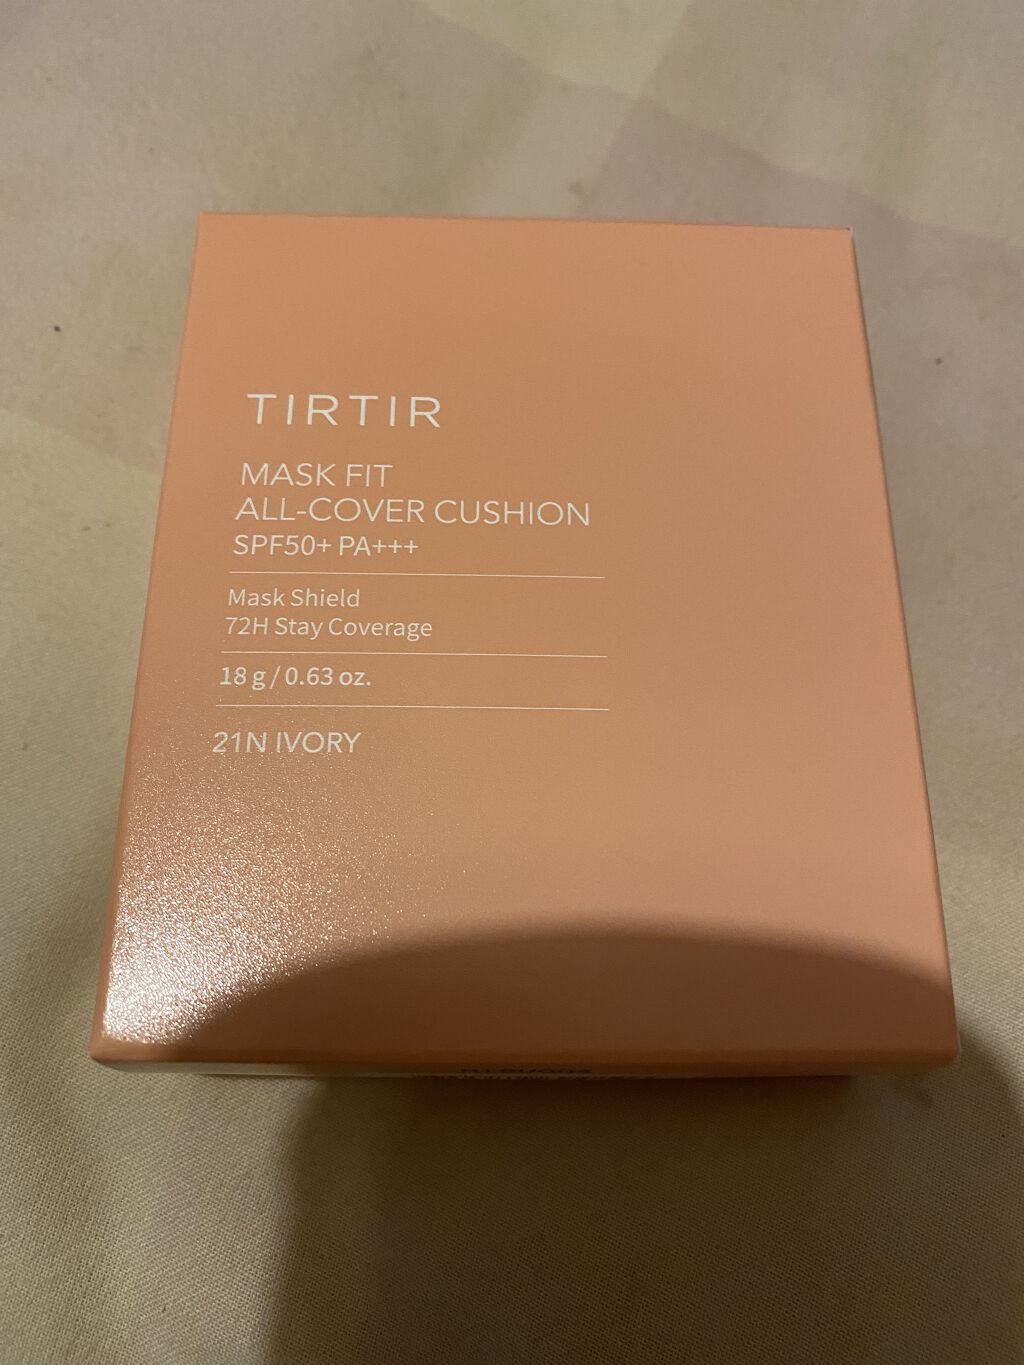 TIRTIR
MASK FIT
ALL-COVER CUSHION
SPF50+ PA+++
Mask Shield
72H Stay Coverage
18 g / 0.63 oz.
21N IVORY